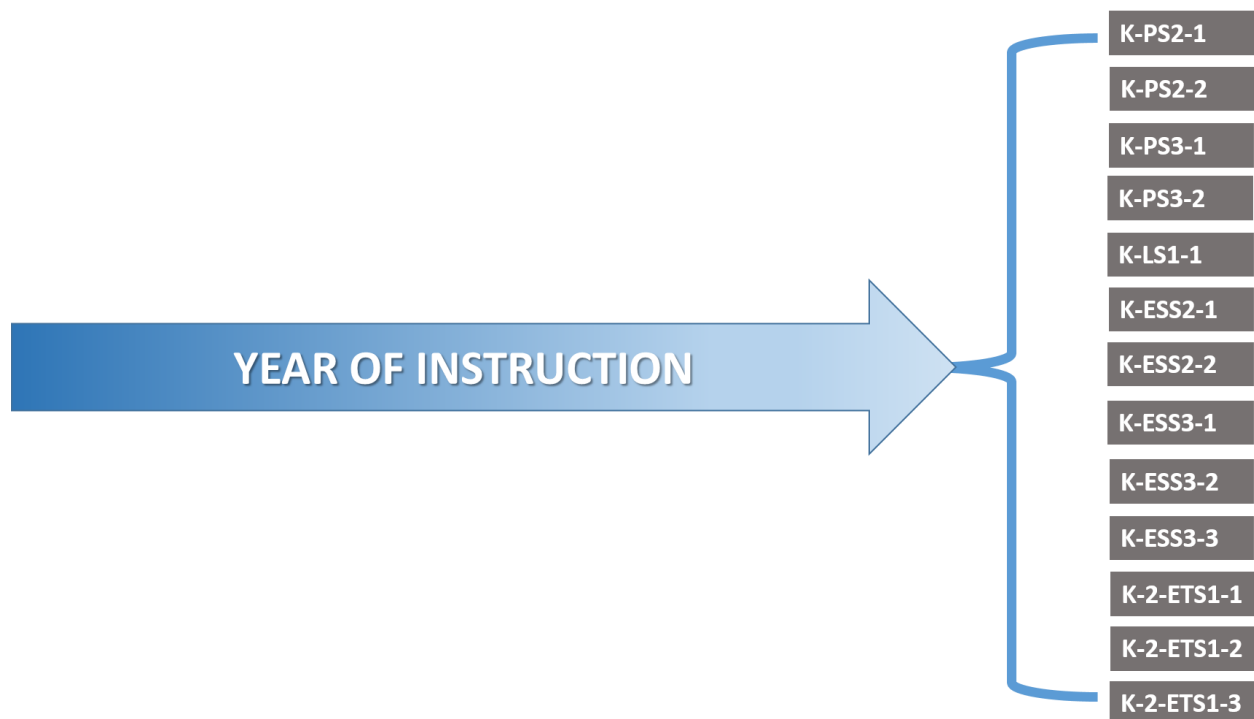 K-PS2-1
K-PS2-2
K-PS3-1
K-PS3-2
K-LS1-1
K-ESS2-1
YEAR OF INSTRUCTION
K-ESS2-2
K-ESS3-1
K-ESS3-2
K-ESS3-3
K-2-ETS1-1
K-2-ETS1-2
K-2-ETS1-3